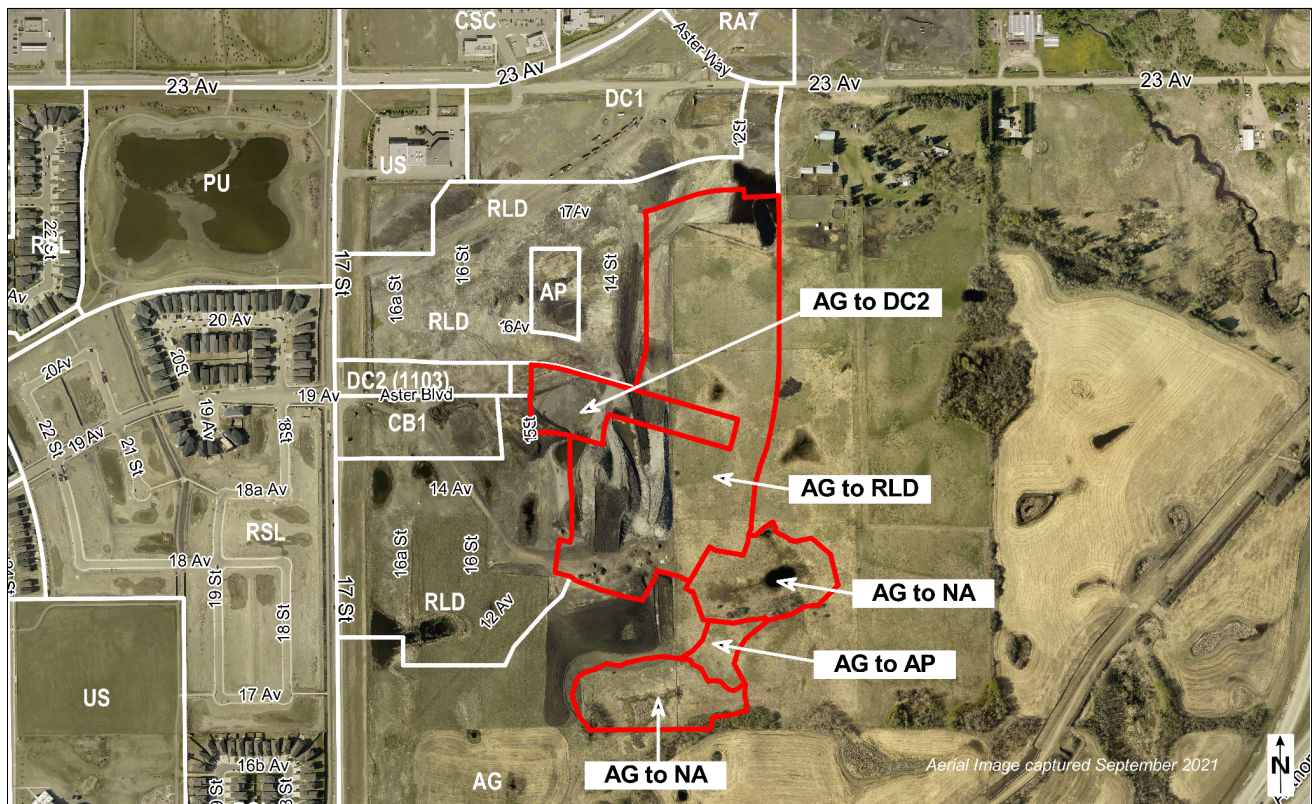 CSC
RA7
Aster Way
23 Av
23 Av
23 Av
23 Av
DC1
12 St
US
PU
RLD
17 Av
22 St
RSL
17 St
16a St
16 St
14 St
AP
AG to DC2
RLD
16 Av
20 Av
20 St
20 Av
DC2 (1103)
19 Av
Aster Blvd
CB1
15 St
19 Av
18 St
22 St
19 Av
21 St
14 Av
AG to RLD
18a Av
RSL
16a St
16 St
18 Av
19 St
17 St
AG to NA
RLD
12 Av
18 St
AG to AP
US
17 Av
16b Av
AG
AG to NA
Aerial Image captured September 2021
N